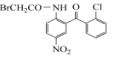 BrCH₂CO—NH O Cl
NO₂